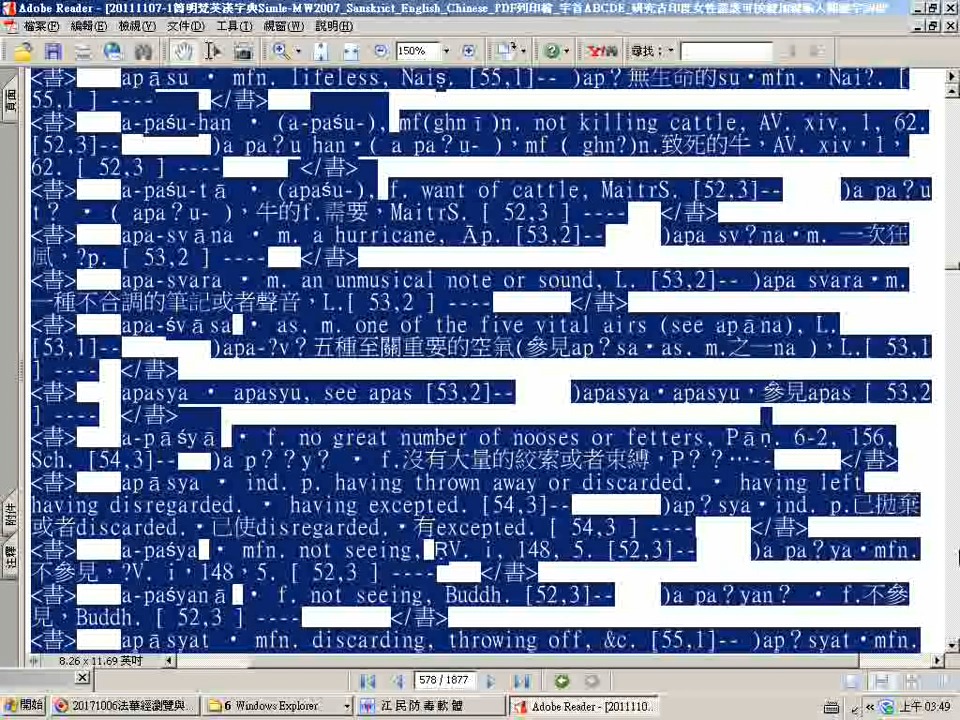 Adobe Reader - [20111107-1簡明梵英漢字典Simle-MW2007_Sanskrit_English_Chinese_PDF列印檔_字首ABCDE_研究古印度女性
檔案(F) 編輯(E) 檢視(V) 文件(D) 工具(T) 視窗(W) 說明(H)
150% 尋找：
<書> apāsu • mfn. lifeless, Naiṣ. [55,1]-- )ap？無生命的su•mfn.，Nai?. [
55,1 ] ---- </書>
<書> a-paśu-han • (a-paśu-), mf(ghnī)n. not killing cattle, AV. xiv, 1, 62.
[52,3]-- )a pa？u han•( a pa？u- )，mf ( ghn?)n.致死的牛，AV. xiv，1，
62. [ 52,3 ] ---- </書>
<書> a-paśu-tā • (apaśu-), f. want of cattle, MaitrS. [52,3]-- )a pa？u
t？ • ( apa？u- )，牛的f.需要，MaitrS. [ 52,3 ] ---- </書>
<書> apa-svāna • m. a hurricane, Āp. [53,2]-- )apa sv？na•m. 一次狂
風，?p. [ 53,2 ] ---- </書>
<書> apa-svara • m. an unmusical note or sound, L. [53,2]-- )apa svara•m.
一種不合調的筆記或者聲音，L.[ 53,2 ] ---- </書>
<書> apa-śvāsa • as. m. one of the five vital airs (see apāna), L.
[53,1]-- )apa-?v？五種至關重要的空氣(參見ap？sa•as. m.之一na )，L.[ 53,1
] ---- </書>
<書> apasya • apasyu, see apas [53,2]-- )apasya•apasyu，參見apas [ 53,2
] ---- </書>
<書> a-pāśyā • f. no great number of nooses or fetters, Pāṇ. 6-2, 156,
Sch. [54,3]-- )a p？？y？ • f.沒有大量的絞索或者束縛，P？？…-- </書>
<書> apāsya • ind. p. having thrown away or discarded. • having left
having disregarded. • having excepted. [54,3]-- )ap？sya•ind. p.已拋棄
或者discarded.•已使disregarded.•有excepted. [ 54,3 ] ---- </書>
<書> a-paśya • mfn. not seeing, RV. i, 148, 5. [52,3]-- )a pa？ya•mfn.
不參見，?V. i，148，5. [ 52,3 ] ---- </書>
<書> a-paśyanā • f. not seeing, Buddh. [52,3]-- )a pa？yan？ • f.不參
見，Buddh. [ 52,3 ] ---- </書>
<書> apāsyat • mfn. discarding, throwing off, &c. [55,1]-- )ap？syat•mfn.
頁面
附件
注釋
8.26 x 11.69 英吋
578 / 1877
開始 20171006法華經瀏覽與... 6 Windows Explorer 江民防毒軟體 Adobe Reader - [2011110... 上午 03:49